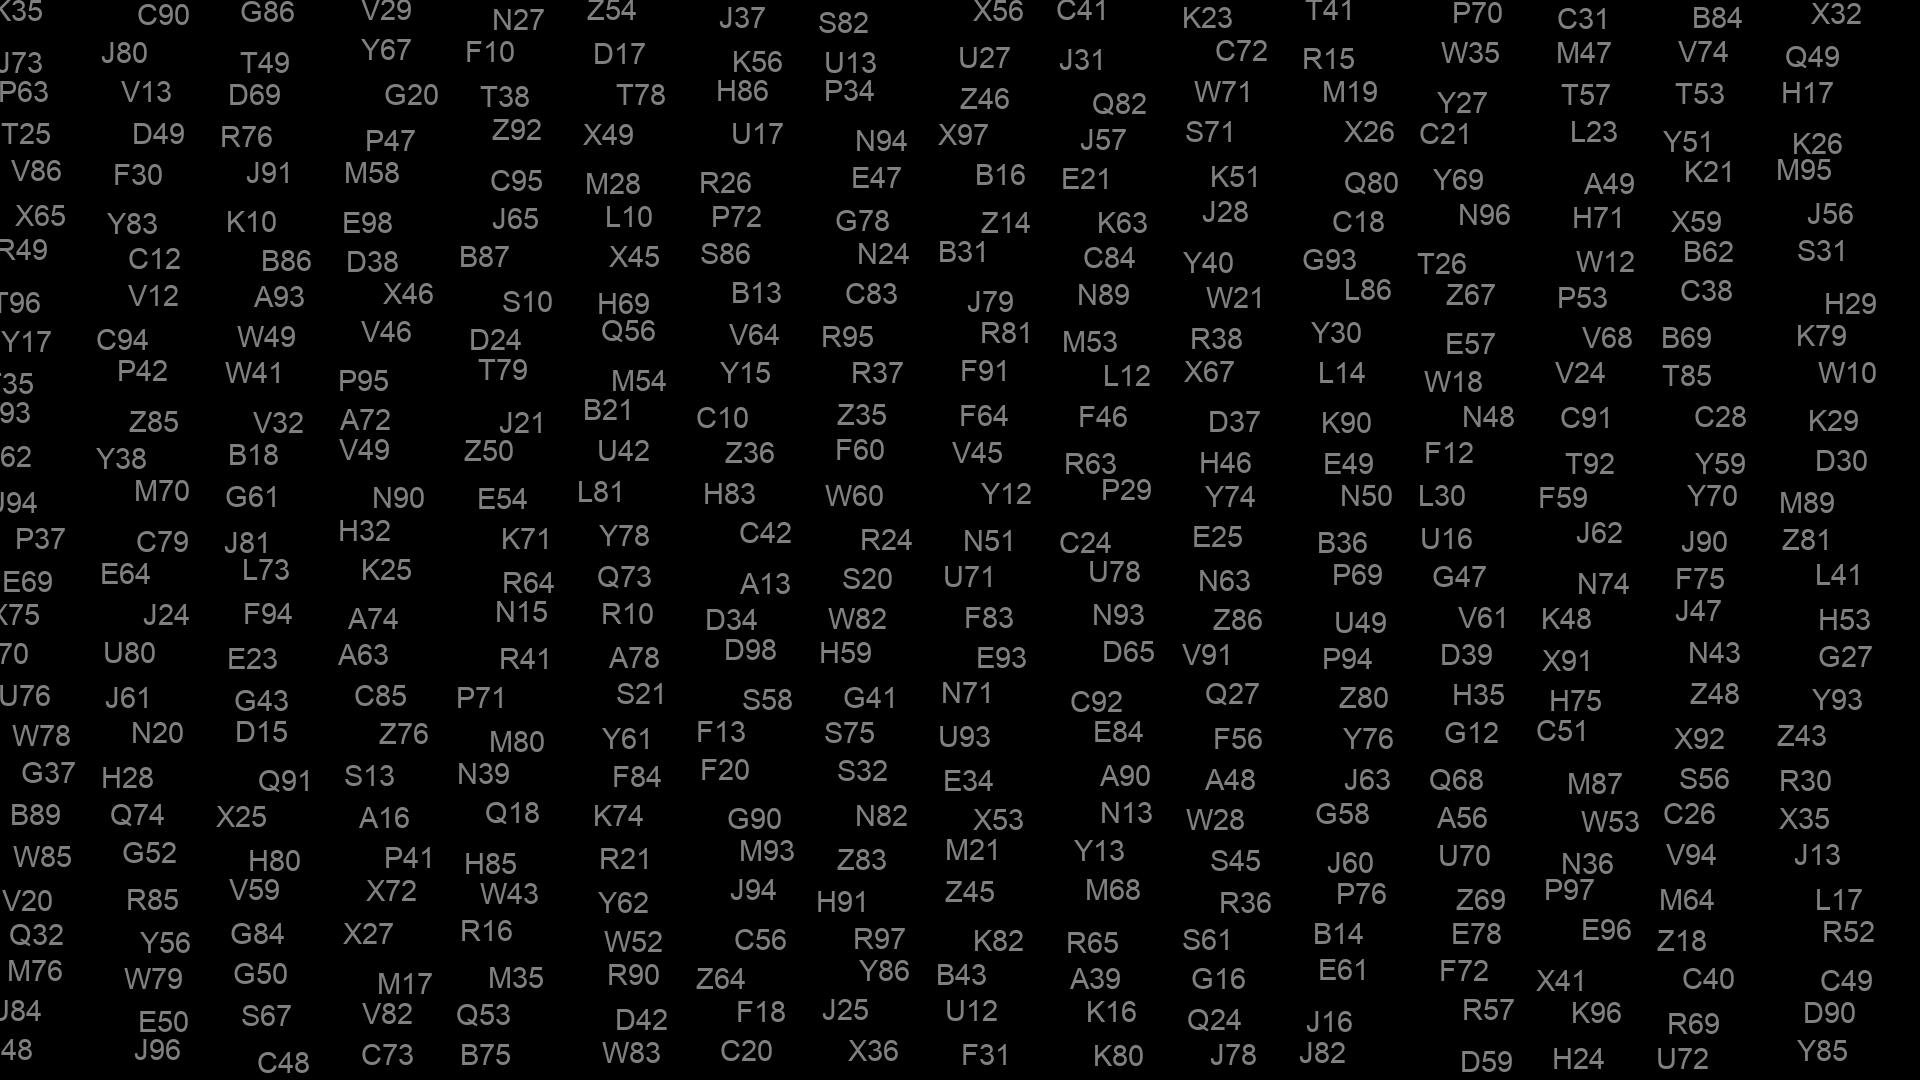 K35 C90 G86 V29 N27 Z54 J37 S82 X56 C41 K23 T41 P70 C31 B84 X32
J73 J80 T49 Y67 F10 D17 K56 U13 U27 J31 C72 R15 W35 M47 V74 Q49
P63 V13 D69 G20 T38 T78 H86 P34 Z46 Q82 W71 M19 Y27 T57 T53 H17
T25 D49 R76 P47 Z92 X49 U17 N94 X97 J57 S71 X26 C21 L23 Y51 K26
V86 F30 J91 M58 C95 M28 R26 E47 B16 E21 K51 Q80 Y69 A49 K21 M95
X65 Y83 K10 E98 J65 L10 P72 G78 Z14 K63 J28 C18 N96 H71 X59 J56
R49 C12 B86 D38 B87 X45 S86 N24 B31 C84 Y40 G93 T26 W12 B62 S31
T96 V12 A93 X46 S10 H69 B13 C83 J79 N89 W21 L86 Z67 P53 C38 H29
Y17 C94 W49 V46 D24 Q56 V64 R95 R81 M53 R38 Y30 E57 V68 B69 K79
35 P42 W41 P95 T79 M54 Y15 R37 F91 L12 X67 L14 W18 V24 T85 W10
93 Z85 V32 A72 J21 B21 C10 Z35 F64 F46 D37 K90 N48 C91 C28 K29
62 Y38 B18 V49 Z50 U42 Z36 F60 V45 R63 H46 E49 F12 T92 Y59 D30
94 M70 G61 N90 E54 L81 H83 W60 Y12 P29 Y74 N50 L30 F59 Y70 M89
P37 C79 J81 H32 K71 Y78 C42 R24 N51 C24 E25 B36 U16 J62 J90 Z81
E69 E64 L73 K25 R64 Q73 A13 S20 U71 U78 N63 P69 G47 N74 F75 L41
75 J24 F94 A74 N15 R10 D34 W82 F83 N93 Z86 U49 V61 K48 J47 H53
70 U80 E23 A63 R41 A78 D98 H59 E93 D65 V91 P94 D39 X91 N43 G27
U76 J61 G43 C85 P71 S21 S58 G41 N71 C92 Q27 Z80 H35 H75 Z48 Y93
W78 N20 D15 Z76 M80 Y61 F13 S75 U93 E84 F56 Y76 G12 C51 X92 Z43
G37 H28 Q91 S13 N39 F84 F20 S32 E34 A90 A48 J63 Q68 M87 S56 R30
B89 Q74 X25 A16 Q18 K74 G90 N82 X53 N13 W28 G58 A56 W53 C26 X35
W85 G52 H80 P41 H85 R21 M93 Z83 M21 Y13 S45 J60 U70 N36 V94 J13
V20 R85 V59 X72 W43 Y62 J94 H91 Z45 M68 R36 P76 Z69 P97 M64 L17
Q32 Y56 G84 X27 R16 W52 C56 R97 K82 R65 S61 B14 E78 E96 Z18 R52
M76 W79 G50 M17 M35 R90 Z64 Y86 B43 A39 G16 E61 F72 X41 C40 C49
84 E50 S67 V82 Q53 D42 F18 J25 U12 K16 Q24 J16 R57 K96 R69 D90
48 J96 C48 C73 B75 W83 C20 X36 F31 K80 J78 J82 D59 H24 U72 Y85